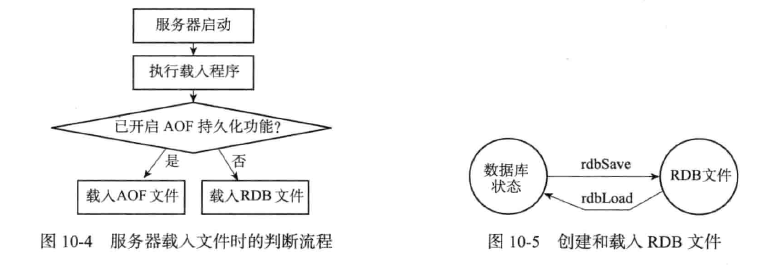 服务器启动
执行载入程序
已开启 AOF 持久化功能?
是
否
载入AOF 文件
载入RDB 文件
图 10-4 服务器载入文件时的判断流程
数据库
状态
rdbSave
rdbLoad
RDB文件
图 10-5 创建和载入 RDB 文件